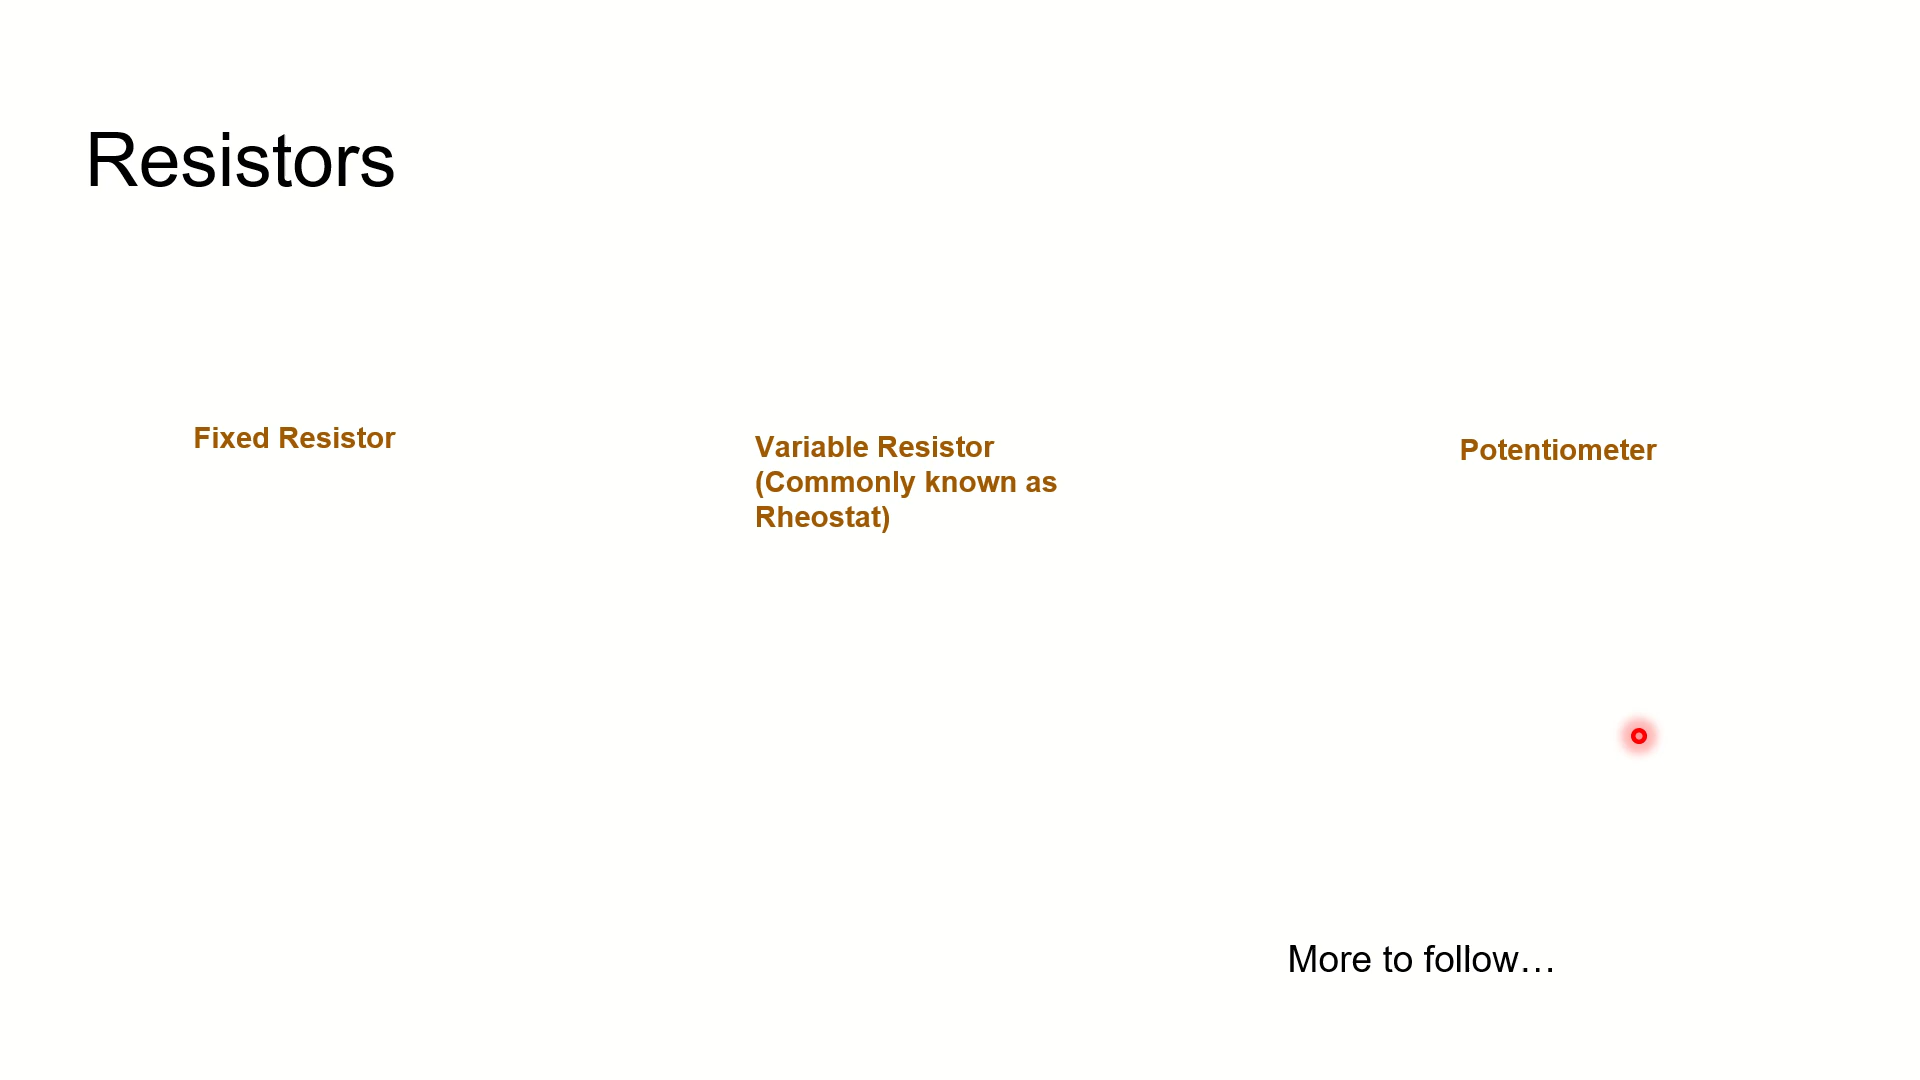 Resistors
Fixed Resistor
Variable Resistor
(Commonly known as
Rheostat)
Potentiometer
More to follow…